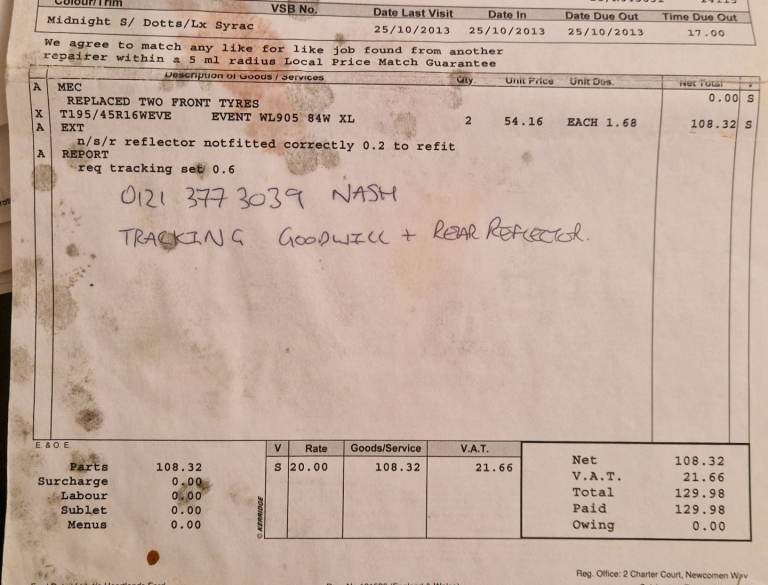 Colour/Trim VSB No. Date Last Visit Date In Date Due Out Time Due Out
Midnight S/ Dotts/Lx Syrac 25/10/2013 25/10/2013 25/10/2013 17.00
We agree to match any like for like job found from another
repairer within a 5 ml radius Local Price Match Guarantee
Description of Goods / Services Qty Unit Price Unit Des. Net Total V
A MEC
REPLACED TWO FRONT TYRES 0.00 S
X T195/45R16WEVE EVENT WL905 84W XL 2 54.16 EACH 1.68 108.32 S
A EXT
n/s/r reflector notfitted correctly 0.2 to refit
A REPORT
req tracking set 0.6
0121 377 3039 NASH
TRACKING GOODWILL + REAR REFLECTOR.
E. & O. E.
V Rate Goods/Service V.A.T.
S 20.00 108.32 21.66
Parts 108.32
Surcharge 0.00
Labour 0.00
Sublet 0.00
Menus 0.00
© KERRIDGE
Net 108.32
V.A.T. 21.66
Total 129.98
Paid 129.98
Owing 0.00
Reg. Office: 2 Charter Court, Newcomen Way